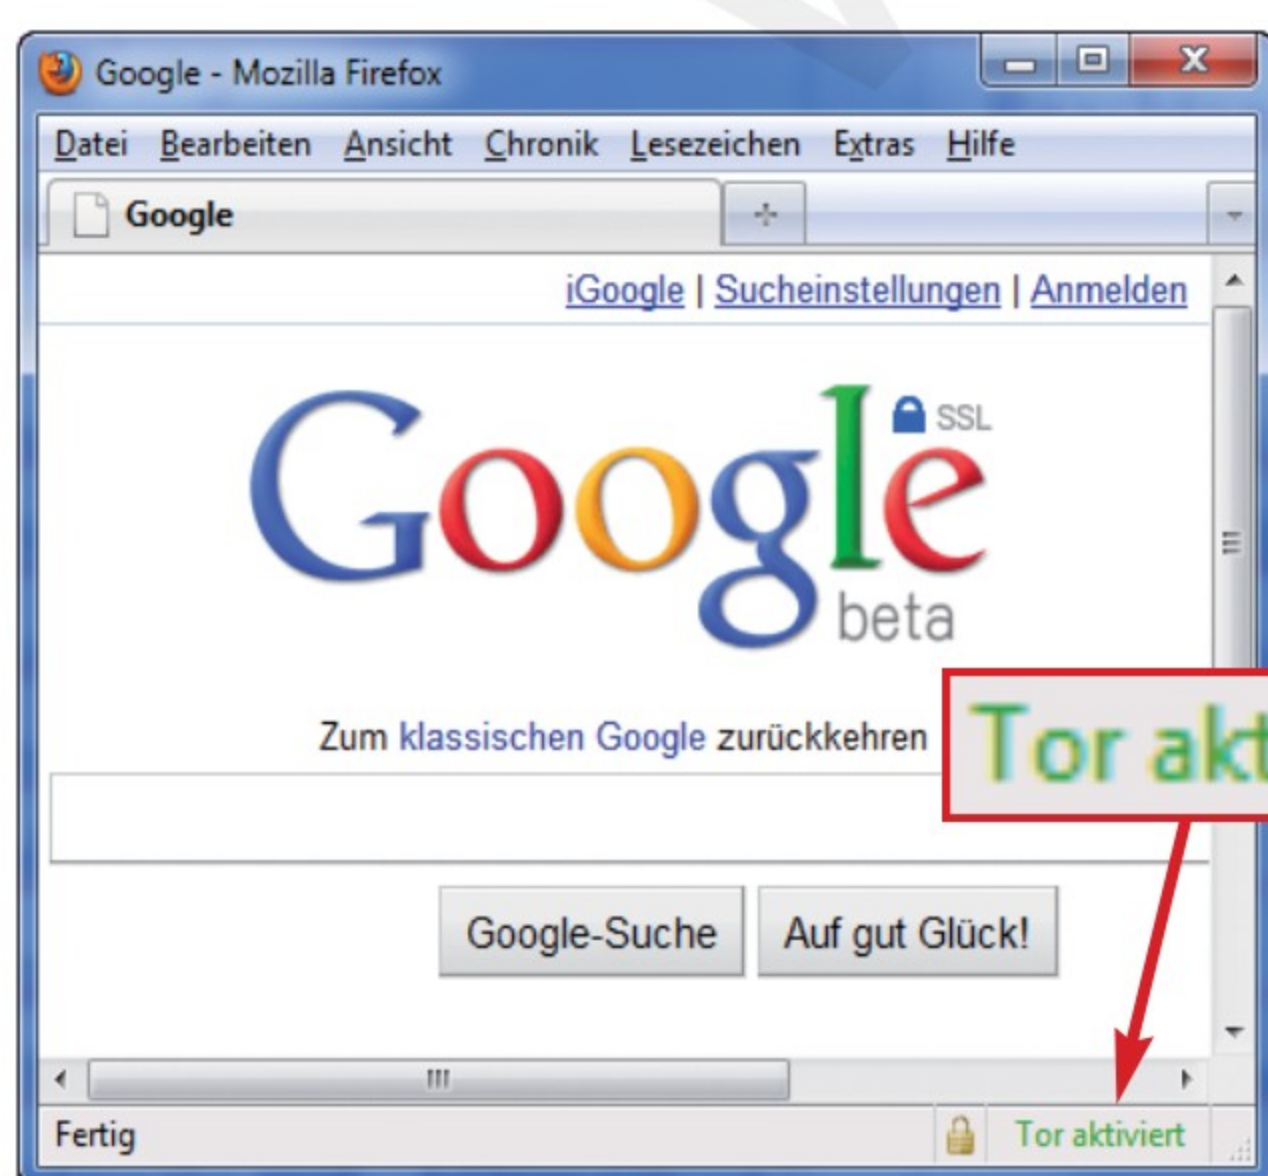 Google - Mozilla Firefox
Datei Bearbeiten Ansicht Chronik Lesezeichen Extras Hilfe
Google
iGoogle | Sucheinstellungen | Anmelden
SSL
Google
beta
Zum klassischen Google zurückkehren
Tor akt
Google-Suche Auf gut Glück!
Fertig Tor aktiviert